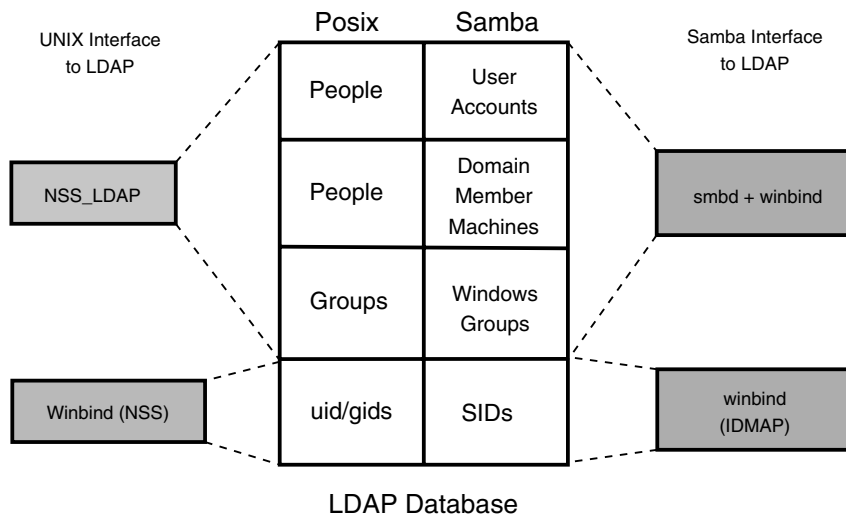 Posix
Samba
UNIX Interface
to LDAP
Samba Interface
to LDAP
People
User
Accounts
NSS_LDAP
People
Domain
Member
Machines
smbd + winbind
Groups
Windows
Groups
Winbind (NSS)
uid/gids
SIDs
winbind
(IDMAP)
LDAP Database